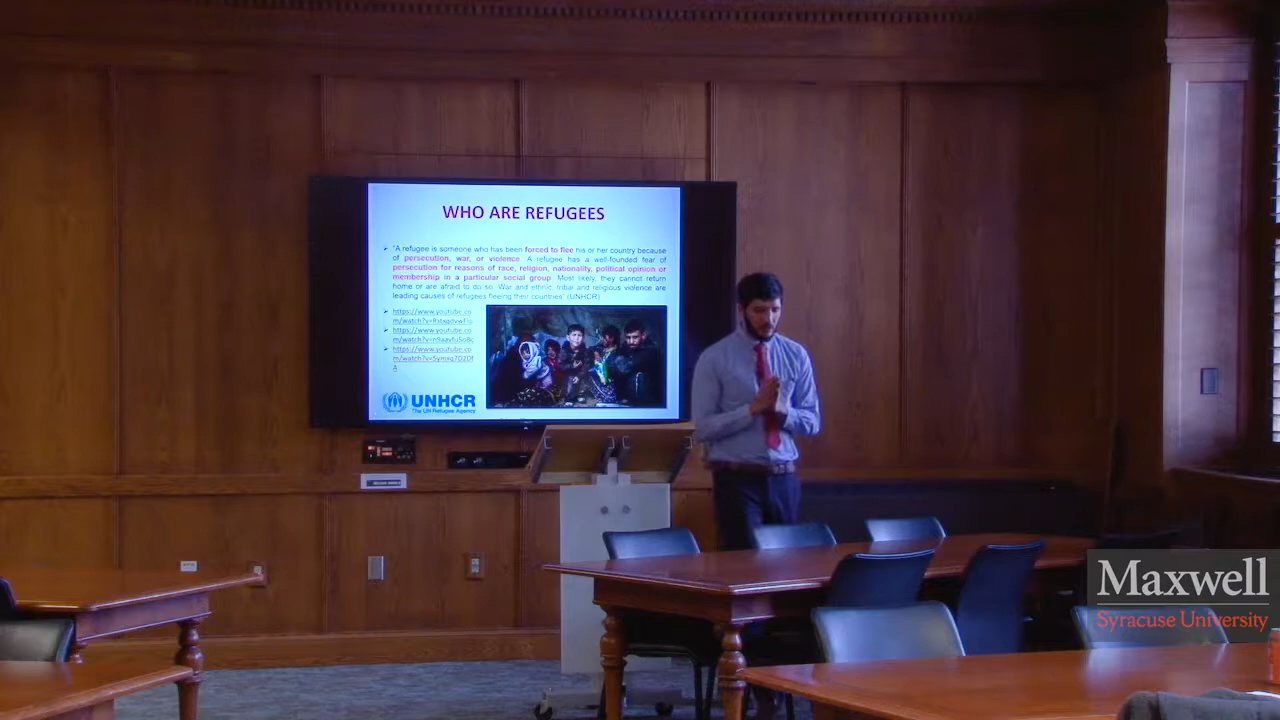 WHO ARE REFUGEES
"A refugee is someone who has been forced to flee his or her country because
of persecution, war, or violence. A refugee has a well-founded fear of
persecution for reasons of race, religion, nationality, political opinion or
membership in a particular social group. Most likely, they cannot return
home or are afraid to do so. War and ethnic, tribal and religious violence are
leading causes of refugees fleeing their countries" (UNHCR)
https://www.youtube.co
https://www.youtube.co
https://www.youtube.co
A
UNHCR
The UN Refugee Agency
Maxwell
Syracuse University